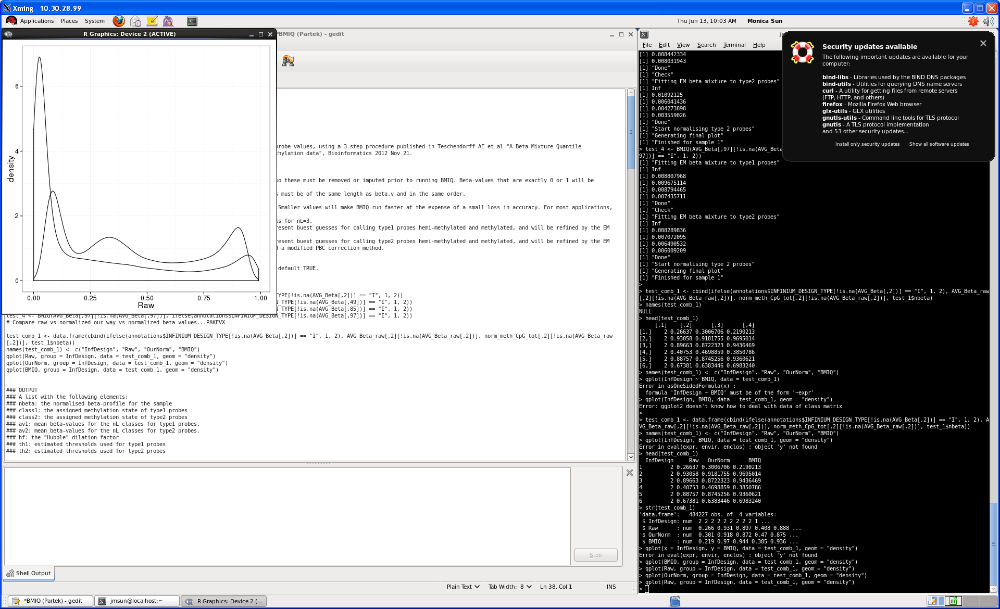 Xming - 10.30.28.99
Applications Places System
Thu Jun 13, 10:03 AM Monica Sun
R Graphics: Device 2 (ACTIVE)
6
4
2
0
density
0.00 0.25 0.50 0.75 1.00
Raw
*BMIQ (Partek) - gedit
probe values, using a 3-step procedure published in Teschendorff AE et al "A Beta-Mixture Quantile
hylation data", Bioinformatics 2012 Nov 21.
so these must be removed or imputed prior to running BMIQ. Beta-values that are exactly 0 or 1 will be
s must be of the same length as beta.v and in the same order.
Smaller values will make BMIQ run faster at the expense of a small loss in accuracy. For most applications,
ks for nL=3.
resent buest guesses for calling type1 probes hemi-methylated and methylated, and will be refined by the EM
resent buest guesses for calling type2 probes hemi-methylated and methylated, and will be refined by the EM
a modified PBC correction method.
default TRUE.
TYPE[!is.na(AVG_Beta[,2])] == "I", 1, 2))
_TYPE[!is.na(AVG_Beta[,49])] == "I", 1, 2))
_TYPE[!is.na(AVG_Beta[,85])] == "I", 1, 2))
test_4 <- BMIQ(AVG_Beta[,97][!is.na(AVG_Beta[,97])], ifelse(annotations$INFINIUM_DESIGN_TYPE[!is.na(AVG_Beta[,97])] == "I", 1, 2))
# Compare raw vs normalized our way vs normalized beta values...PAKFVX
test_comb_1 <- data.frame(cbind(ifelse(annotations$INFINIUM_DESIGN_TYPE[!is.na(AVG_Beta[,2])] == "I", 1, 2), AVG_Beta_raw[,2][!is.na(AVG_Beta_raw[,2])], norm_meth_CpG_tot[,2][!is.na(AVG_Beta_raw
[,2])], test_1$nbeta))
names(test_comb_1) <- c("InfDesign", "Raw", "OurNorm", "BMIQ")
qplot(Raw, group = InfDesign, data = test_comb_1, geom = "density")
qplot(OurNorm, group = InfDesign, data = test_comb_1, geom = "density")
qplot(BMIQ, group = InfDesign, data = test_comb_1, geom = "density")
### OUTPUT
### A list with the following elements:
### nbeta: the normalised beta-profile for the sample
### class1: the assigned methylation state of type1 probes
### class2: the assigned methylation state of type2 probes
### av1: mean beta-values for the nL classes for type1 probes.
### av2: mean beta-values for the nL classes for type2 probes.
### hf: the "Hubble" dilation factor
### th1: estimated thresholds used for type1 probes
### th2: estimated thresholds used for type2 probes
Stop
Shell Output
Plain Text Tab Width: 8 Ln 38, Col 1 INS
File Edit View Search Terminal Help
[1] 0.008442334
[1] 0.008031943
[1] "Done"
[1] "Check"
[1] "Fitting EM beta mixture to type2 probes"
[1] Inf
[1] 0.01092125
[1] 0.006041436
[1] 0.004273898
[1] 0.003559026
[1] "Done"
[1] "Start normalising type 2 probes"
[1] "Generating final plot"
[1] "Finished for sample 1"
> test_4 <- BMIQ(AVG_Beta[,97][!is.na(AVG_Beta
97])] == "I", 1, 2))
[1] "Fitting EM beta mixture to type1 probes"
[1] Inf
[1] 0.008807968
[1] 0.009675114
[1] 0.008794465
[1] 0.007435711
[1] "Done"
[1] "Check"
[1] "Fitting EM beta mixture to type2 probes"
[1] Inf
[1] 0.008289836
[1] 0.007072095
[1] 0.006490532
[1] 0.006009209
[1] "Done"
[1] "Start normalising type 2 probes"
[1] "Generating final plot"
[1] "Finished for sample 1"
>
> test_comb_1 <- cbind(ifelse(annotations$INFINIUM_DESIGN_TYPE[!is.na(AVG_Beta[,2])] == "I", 1, 2), AVG_Beta_raw
[,2][!is.na(AVG_Beta_raw[,2])], norm_meth_CpG_tot[,2][!is.na(AVG_Beta_raw[,2])], test_1$nbeta)
> names(test_comb_1)
NULL
> head(test_comb_1)
[,1] [,2] [,3] [,4]
[1,] 2 0.26637 0.3006706 0.2190213
[2,] 2 0.93058 0.9181755 0.9695014
[3,] 2 0.89663 0.8722323 0.9436469
[4,] 2 0.40753 0.4698859 0.3850786
[5,] 2 0.88757 0.8745256 0.9360621
[6,] 2 0.67381 0.6383446 0.6983240
> names(test_comb_1) <- c("InfDesign", "Raw", "OurNorm", "BMIQ")
> qplot(InfDesign ~ BMIQ, data = test_comb_1)
Error in asOneSidedFormula(x) :
formula 'InfDesign ~ BMIQ' must be of the form '~expr'
> qplot(InfDesign, BMIQ, data = test_comb_1, geom = "density")
Error: ggplot2 doesn't know how to deal with data of class matrix
>
> test_comb_1 <- data.frame(cbind(ifelse(annotations$INFINIUM_DESIGN_TYPE[!is.na(AVG_Beta[,2])] == "I", 1, 2), A
VG_Beta_raw[,2][!is.na(AVG_Beta_raw[,2])], norm_meth_CpG_tot[,2][!is.na(AVG_Beta_raw[,2])], test_1$nbeta))
> names(test_comb_1) <- c("InfDesign", "Raw", "OurNorm", "BMIQ")
> qplot(InfDesign, BMIQ, data = test_comb_1, geom = "density")
Error in eval(expr, envir, enclos) : object 'y' not found
> head(test_comb_1)
InfDesign Raw OurNorm BMIQ
1 2 0.26637 0.3006706 0.2190213
2 2 0.93058 0.9181755 0.9695014
3 2 0.89663 0.8722323 0.9436469
4 2 0.40753 0.4698859 0.3850786
5 2 0.88757 0.8745256 0.9360621
6 2 0.67381 0.6383446 0.6983240
> str(test_comb_1)
'data.frame': 484227 obs. of 4 variables:
$ InfDesign: num 2 2 2 2 2 2 2 2 2 1 ...
$ Raw : num 0.266 0.931 0.897 0.408 0.888 ...
$ OurNorm : num 0.301 0.918 0.872 0.47 0.875 ...
$ BMIQ : num 0.219 0.97 0.944 0.385 0.936 ...
> qplot(x = InfDesign, y = BMIQ, data = test_comb_1, geom = "density")
Error in eval(expr, envir, enclos) : object 'y' not found
> qplot(BMIQ, group = InfDesign, data = test_comb_1, geom = "density")
> qplot(Raw, group = InfDesign, data = test_comb_1, geom = "density")
> qplot(OurNorm, group = InfDesign, data = test_comb_1, geom = "density")
> qplot(Raw, group = InfDesign, data = test_comb_1, geom = "density")
>
Security updates available
The following important updates are available for your
computer:
bind-libs - Libraries used by the BIND DNS packages
bind-utils - Utilities for querying DNS name servers
curl - A utility for getting files from remote servers
(FTP, HTTP, and others)
firefox - Mozilla Firefox Web browser
glx-utils - GLX utilities
gnutls-utils - Command line tools for TLS protocol
gnutls - A TLS protocol implementation
and 53 other security updates...
Install only security updates Show all software updates
*BMIQ (Partek) - gedit
jmsun@localhost:~
R Graphics: Device 2 (...